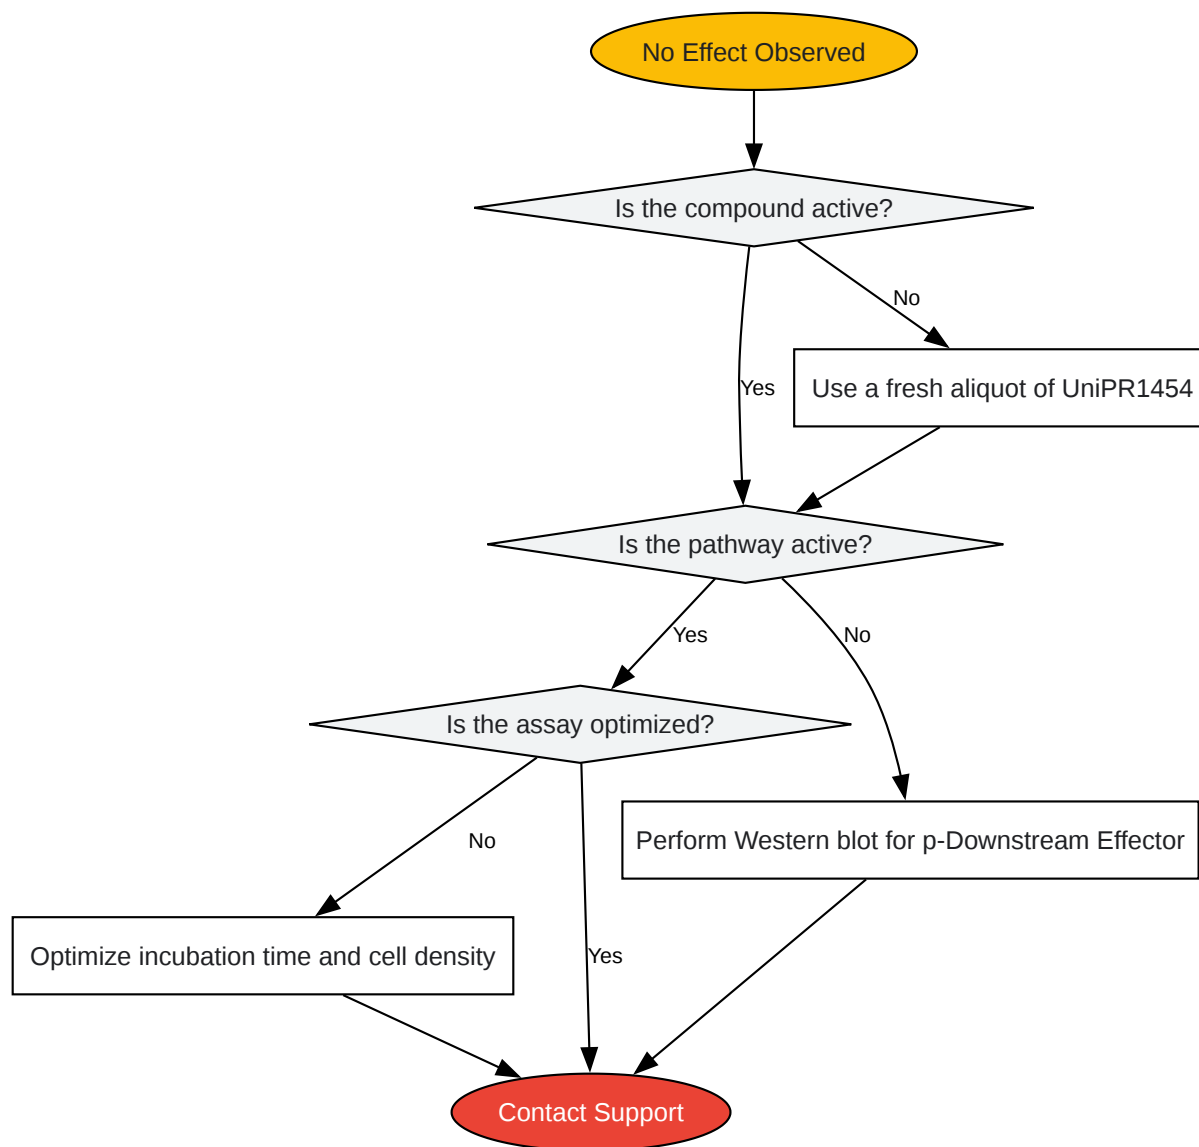 No Effect Observed
Is the compound active?
No
Yes
Use a fresh aliquot of UniPR1454
Is the pathway active?
Yes
No
Is the assay optimized?
No
Perform Western blot for p-Downstream Effector
Optimize incubation time and cell density
Yes
Contact Support